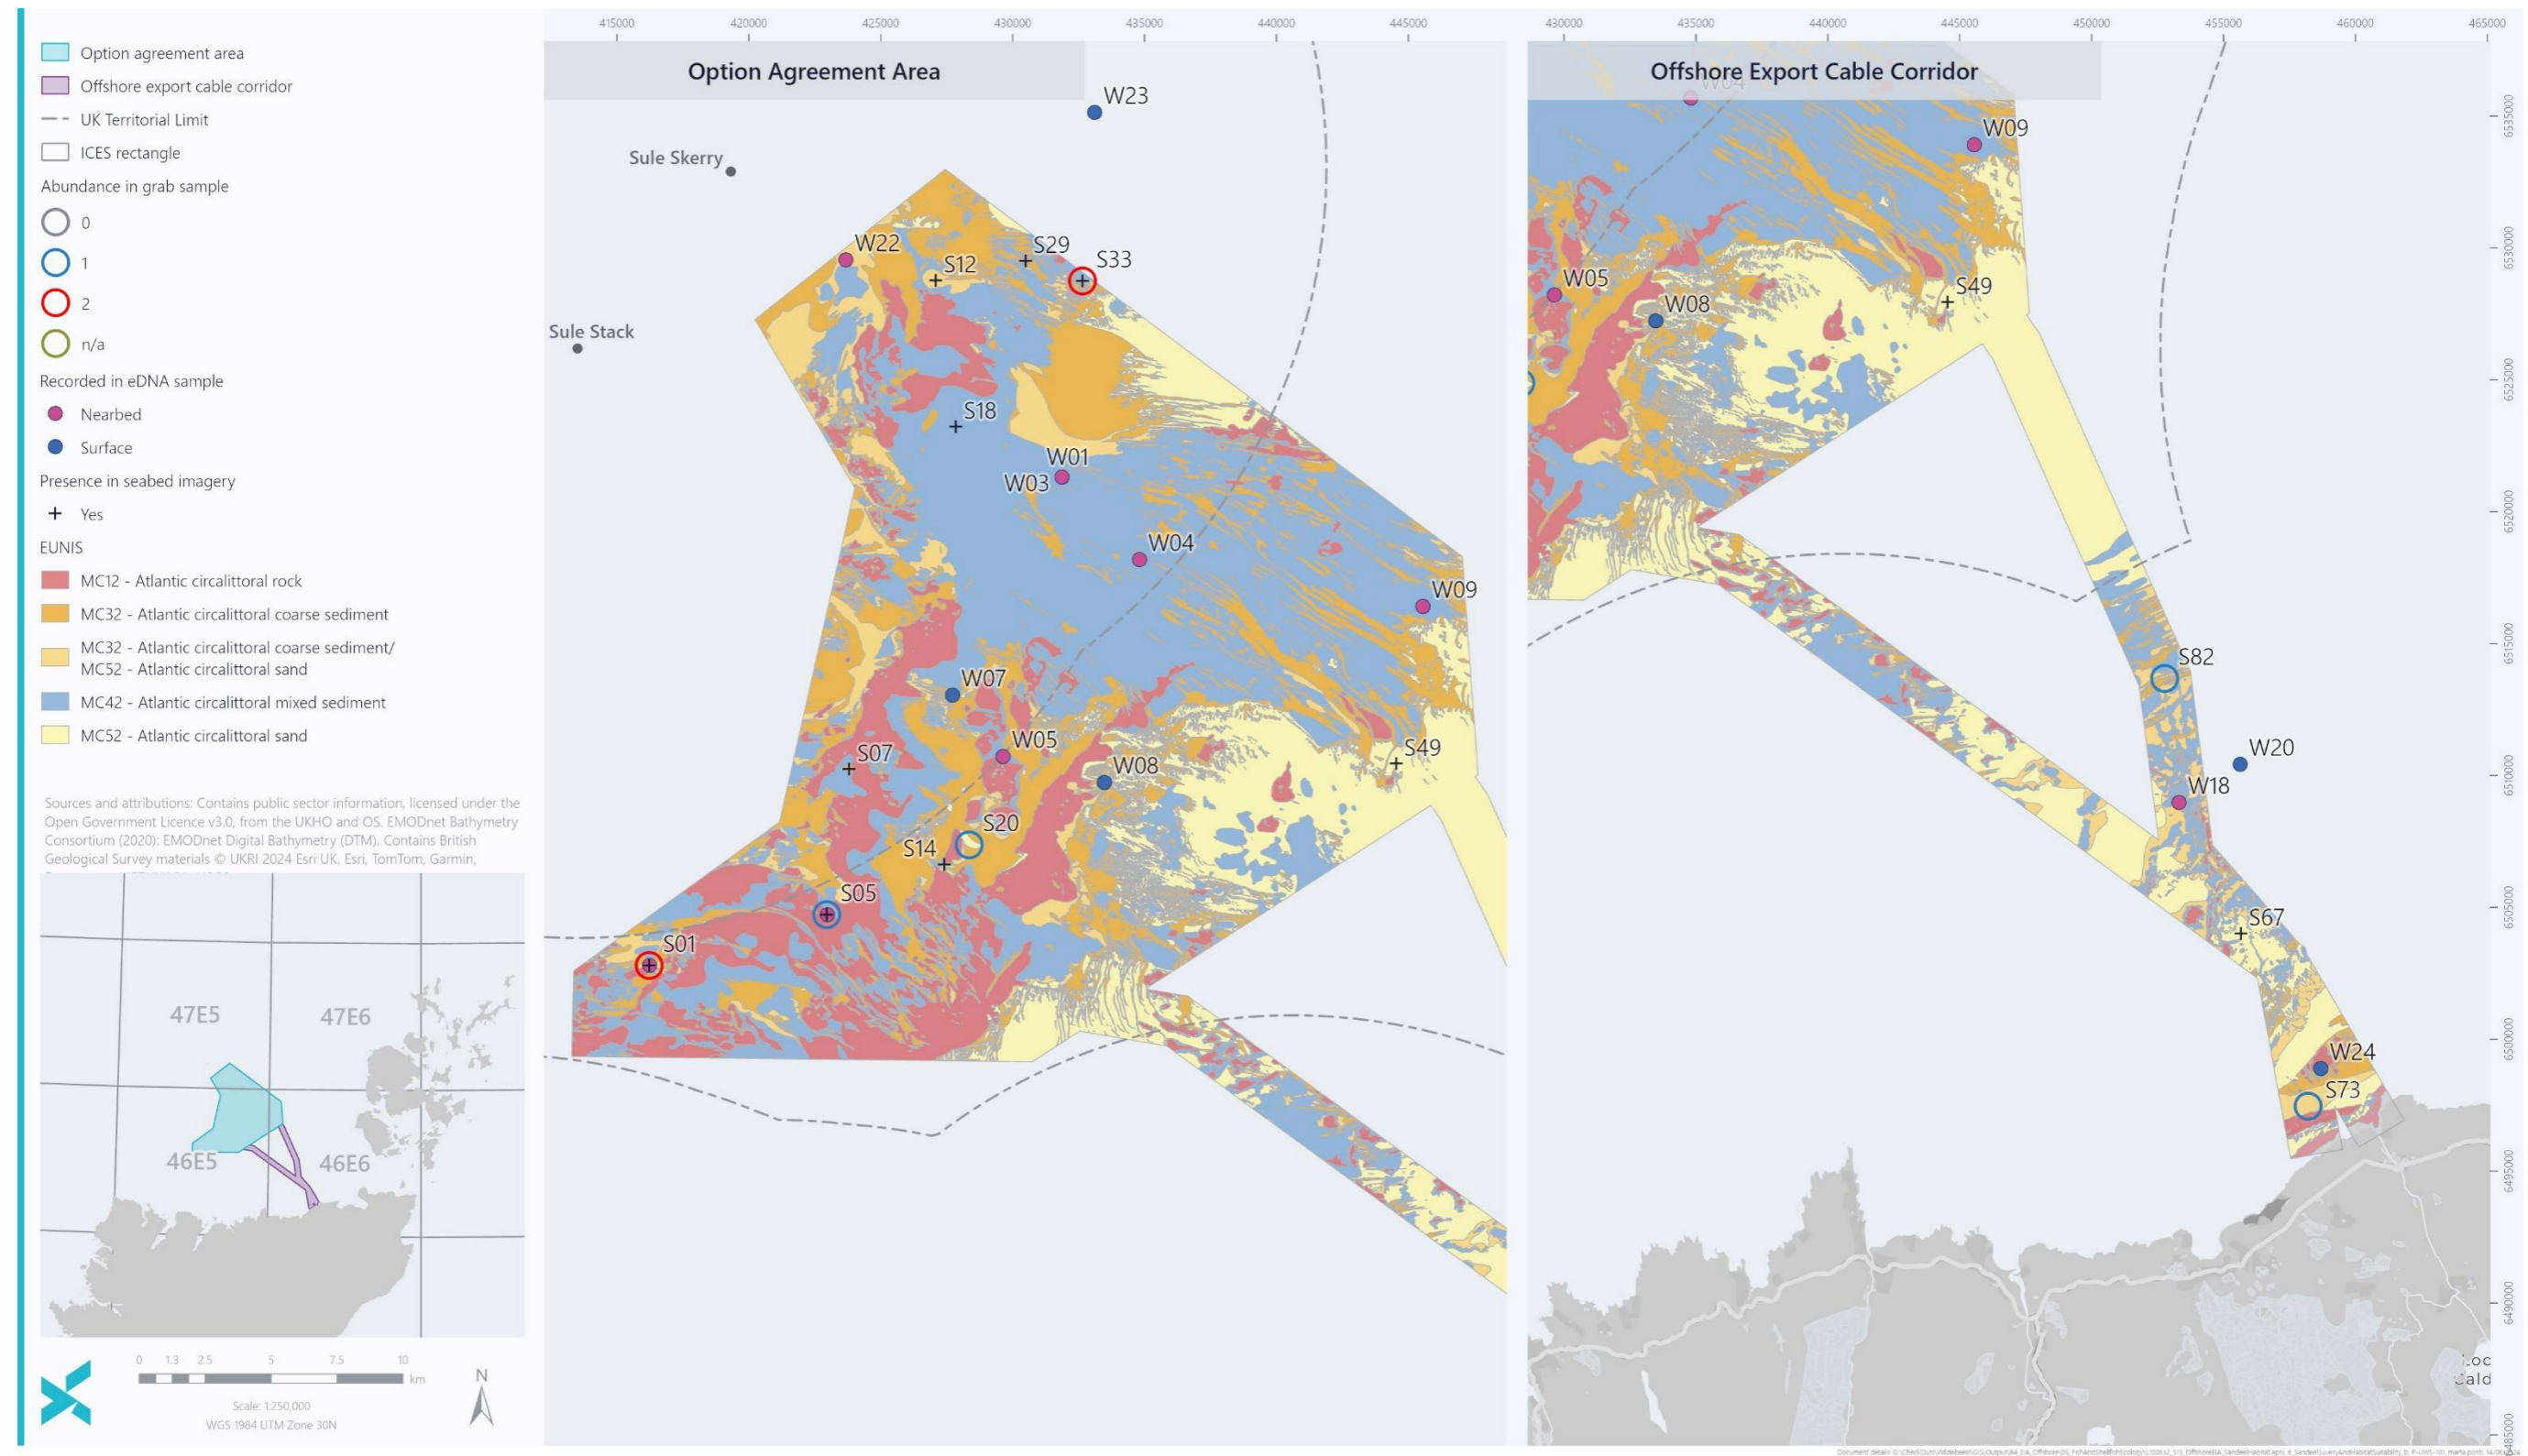 Option agreement area
Offshore export cable corridor
UK Territorial Limit
ICES rectangle
Abundance in grab sample
0
1
2
n/a
Recorded in eDNA sample
Nearbed
Surface
Presence in seabed imagery
Yes
EUNIS
MC12 - Atlantic circalittoral rock
MC32 - Atlantic circalittoral coarse sediment
MC32 - Atlantic circalittoral coarse sediment/
MC52 - Atlantic circalittoral sand
MC42 - Atlantic circalittoral mixed sediment
MC52 - Atlantic circalittoral sand
Sources and attributions: Contains public sector information, licensed under the
Open Government Licence v3.0, from the UKHO and OS. EMODnet Bathymetry
Consortium (2020): EMODnet Digital Bathymetry (DTM). Contains British
Geological Survey materials © UKRI 2024 Esri UK, Esri, TomTom, Garmin,
47E5 47E6
46E5 46E6
0 1.3 2.5 5 7.5 10
km
Scale: 1:250,000
WGS 1984 UTM Zone 30N
N
415000 420000 425000 430000 435000 440000 445000
Option Agreement Area
W23
Sule Skerry
W22
S12
S29
S33
Sule Stack
S18
W01
W03
W04
W09
W07
W05
S07
W08
S49
S20
S14
S05
S01
430000 435000 440000 445000 450000 455000 460000 465000
Offshore Export Cable Corridor
W04
W09
W05
W08
S49
S82
W20
W18
S67
W24
S73
Loc
Cald
6535000
6530000
6525000
6520000
6515000
6510000
6505000
6500000
6495000
6490000
6485000